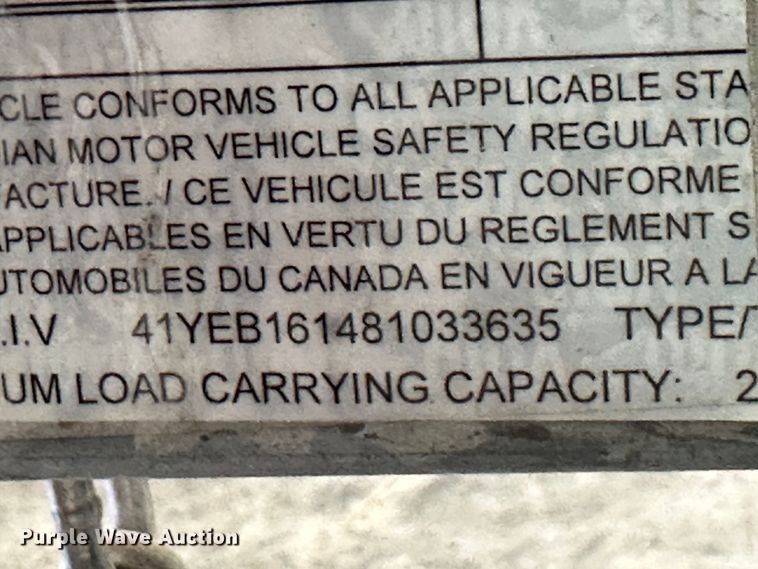 CLE CONFORMS TO ALL APPLICABLE STA
IAN MOTOR VEHICLE SAFETY REGULATIO
ACTURE. / CE VEHICULE EST CONFORME
APPLICABLES EN VERTU DU REGLEMENT S
UTOMOBILES DU CANADA EN VIGUEUR A LA
.I.V 41YEB161481033635 TYPE/T
UM LOAD CARRYING CAPACITY: 2
Purple Wave Auction